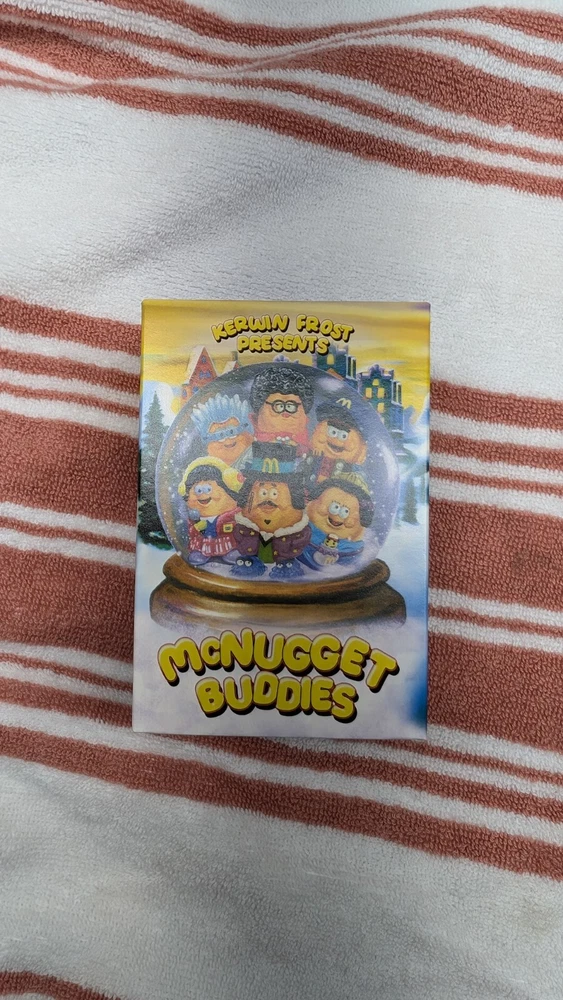 KERWIN FROST
PRESENTS
McNUGGET
BUDDIES